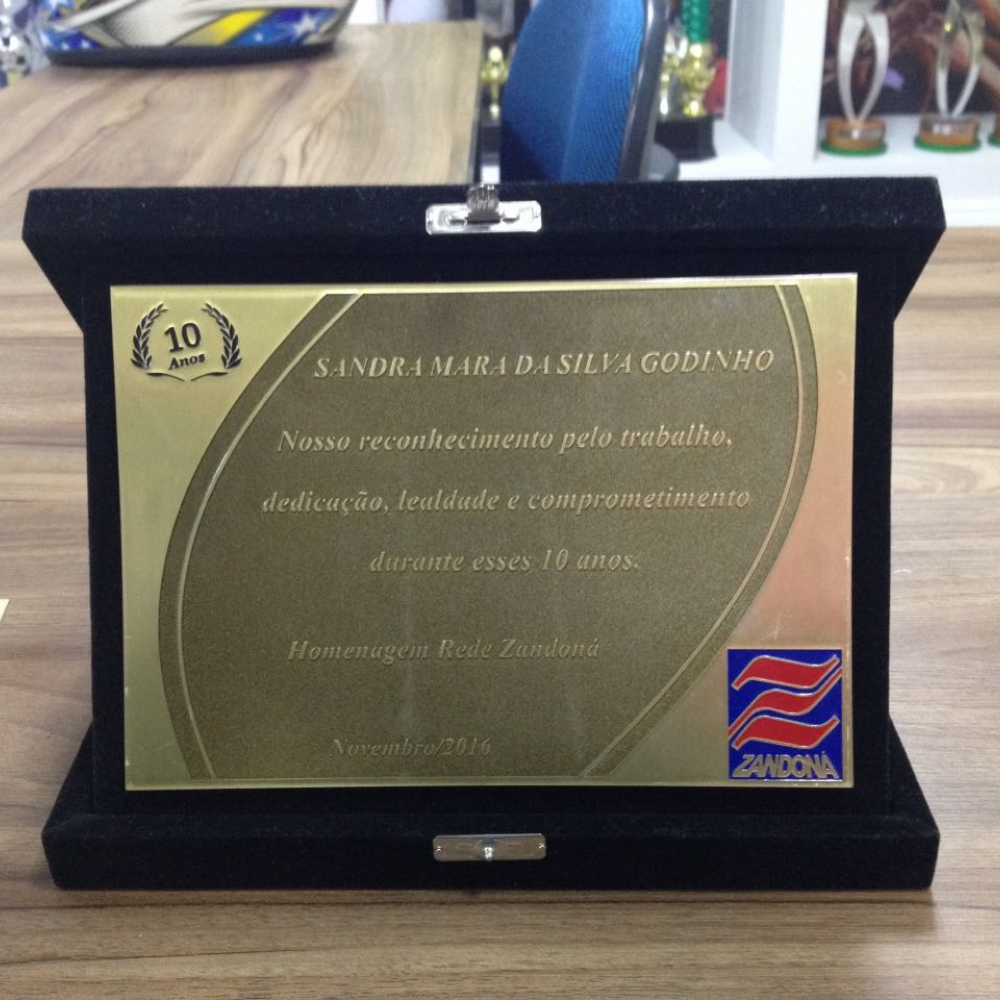 10
Anos
SANDRA MARA DA SILVA GODINHO
Nosso reconhecimento pelo trabalho,
dedicação, lealdade e comprometimento
durante esses 10 anos.
Homenagem Rede Zandoná
Novembro/2016
ZANDONÁ